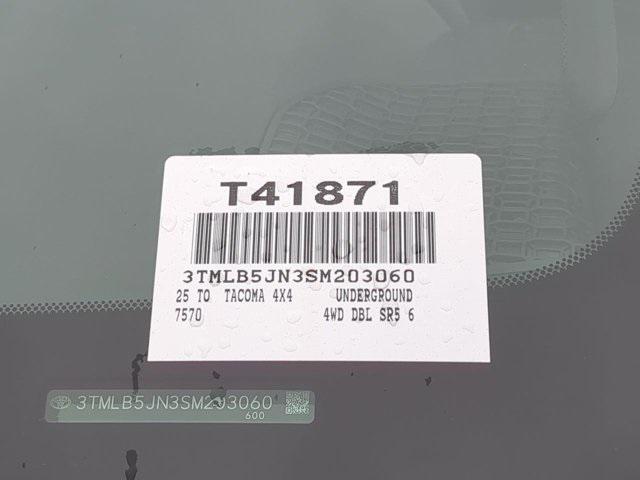 T41871
3TMLB5JN3SM203060
25 TO TACOMA 4X4 UNDERGROUND
7570 4WD DBL SR5 6
3TMLB5JN3SM203060
600